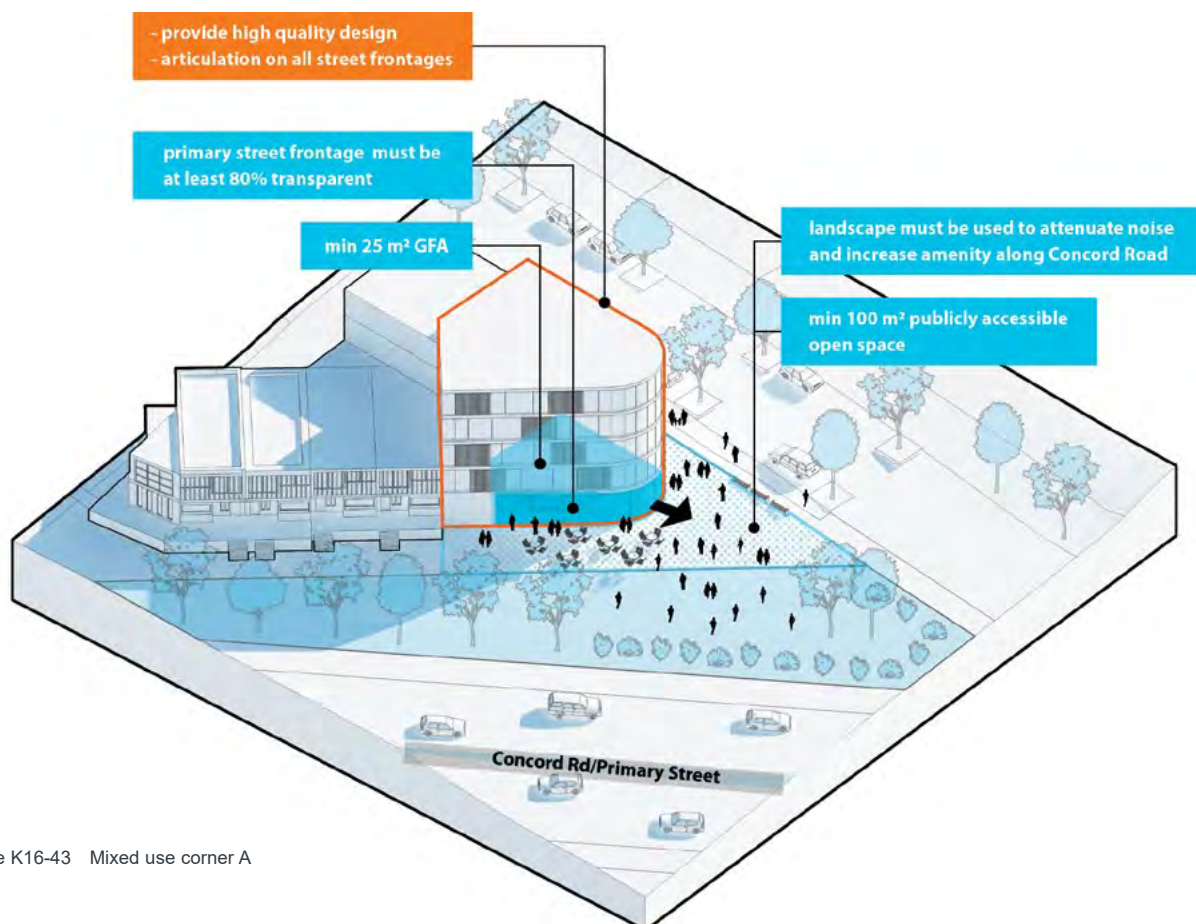 - provide high quality design
- articulation on all street frontages
primary street frontage must be
at least 80% transparent
min 25 m² GFA
landscape must be used to attenuate noise
and increase amenity along Concord Road
min 100 m² publicly accessible
open space
Concord Rd/Primary Street
e K16-43 Mixed use corner A